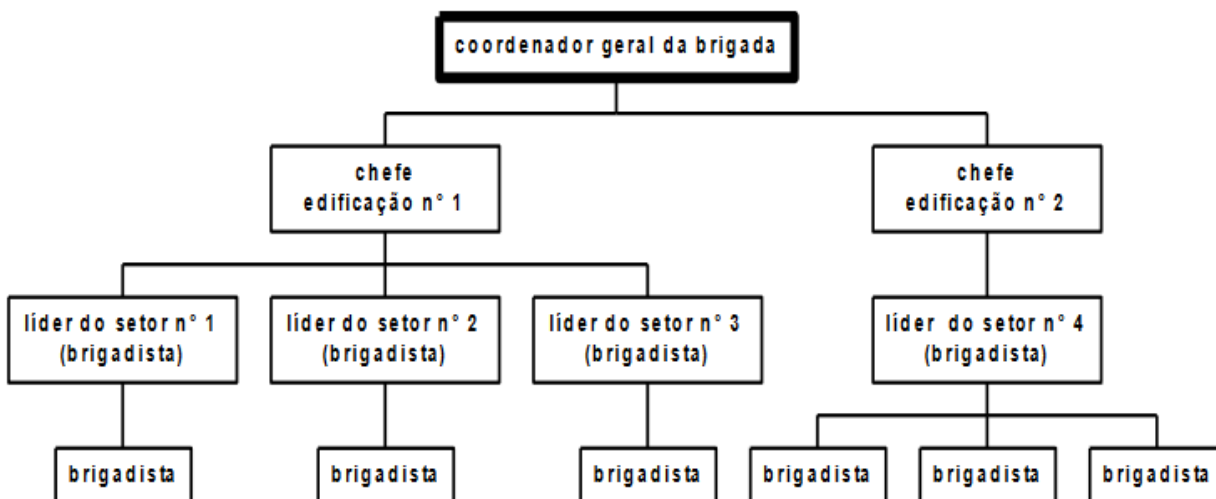 coordenador geral da brigada
chefe
edificação n° 1
chefe
edificação n° 2
líder do setor n° 1
(brigadista)
líder do setor n° 2
(brigadista)
líder do setor n° 3
(brigadista)
líder do setor n° 4
(brigadista)
brigadista
brigadista
brigadista
brigadista
brigadista
brigadista